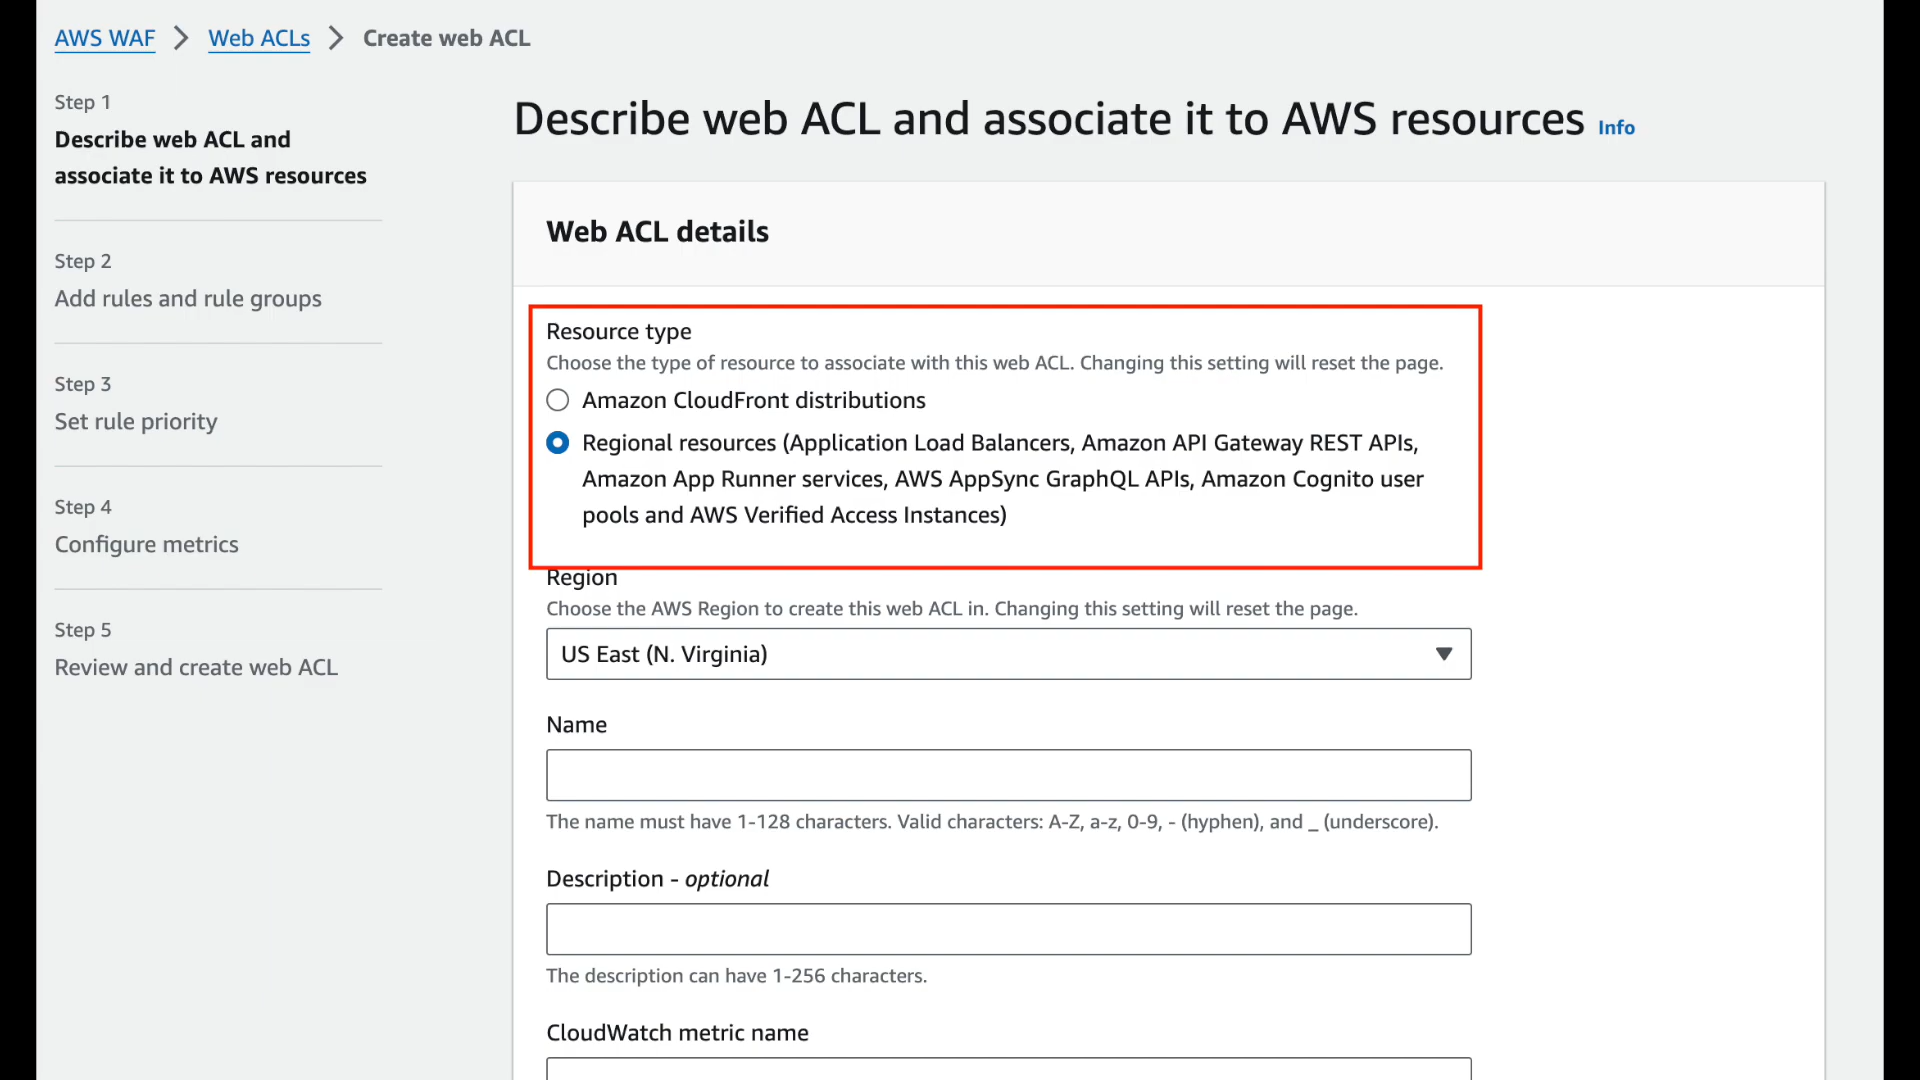 AWS WAF > Web ACLs > Create web ACL
Step 1
Describe web ACL and
associate it to AWS resources
Step 2
Add rules and rule groups
Step 3
Set rule priority
Step 4
Configure metrics
Step 5
Review and create web ACL
Describe web ACL and associate it to AWS resources Info
Web ACL details
Resource type
Choose the type of resource to associate with this web ACL. Changing this setting will reset the page.
Amazon CloudFront distributions
Regional resources (Application Load Balancers, Amazon API Gateway REST APIs,
Amazon App Runner services, AWS AppSync GraphQL APIs, Amazon Cognito user
pools and AWS Verified Access Instances)
Region
Choose the AWS Region to create this web ACL in. Changing this setting will reset the page.
US East (N. Virginia)
Name
The name must have 1-128 characters. Valid characters: A-Z, a-z, 0-9, - (hyphen), and _ (underscore).
Description - optional
The description can have 1-256 characters.
CloudWatch metric name